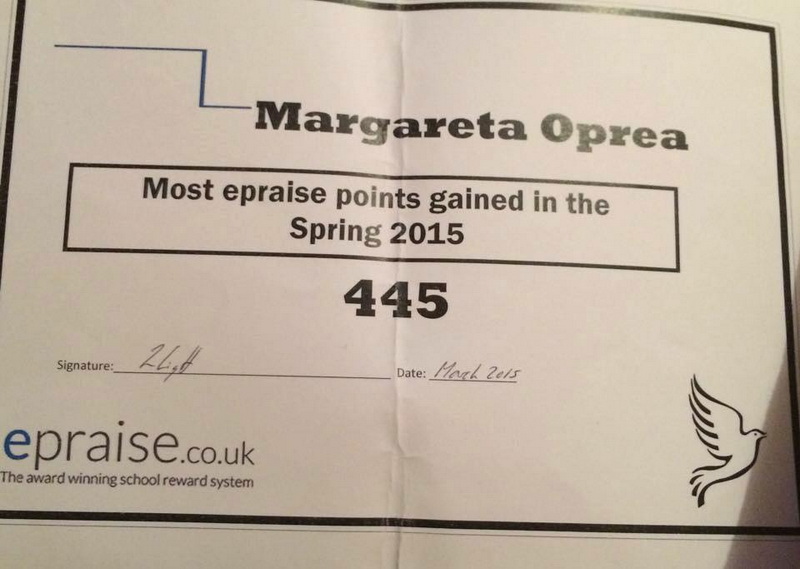 Margareta Oprea
Most epraise points gained in the
Spring 2015
445
Signature:
Date: March 2015
epraise.co.uk
The award winning school reward system